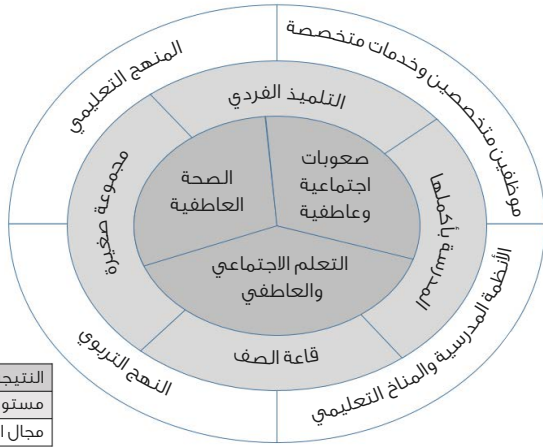 موظفين متخصصين وخدمات متخصصة
المنهج التعليمي
التلميذ الفردي
صعوبات
اجتماعية
وعاطفية
الصحة
العاطفية
مجموعة صغيرة
المدرسة بأكملها
التعلم الاجتماعي
والعاطفي
قاعة الصف
النهج التربوي
الأنظمة المدرسية والمناخ التعليمي
مجال